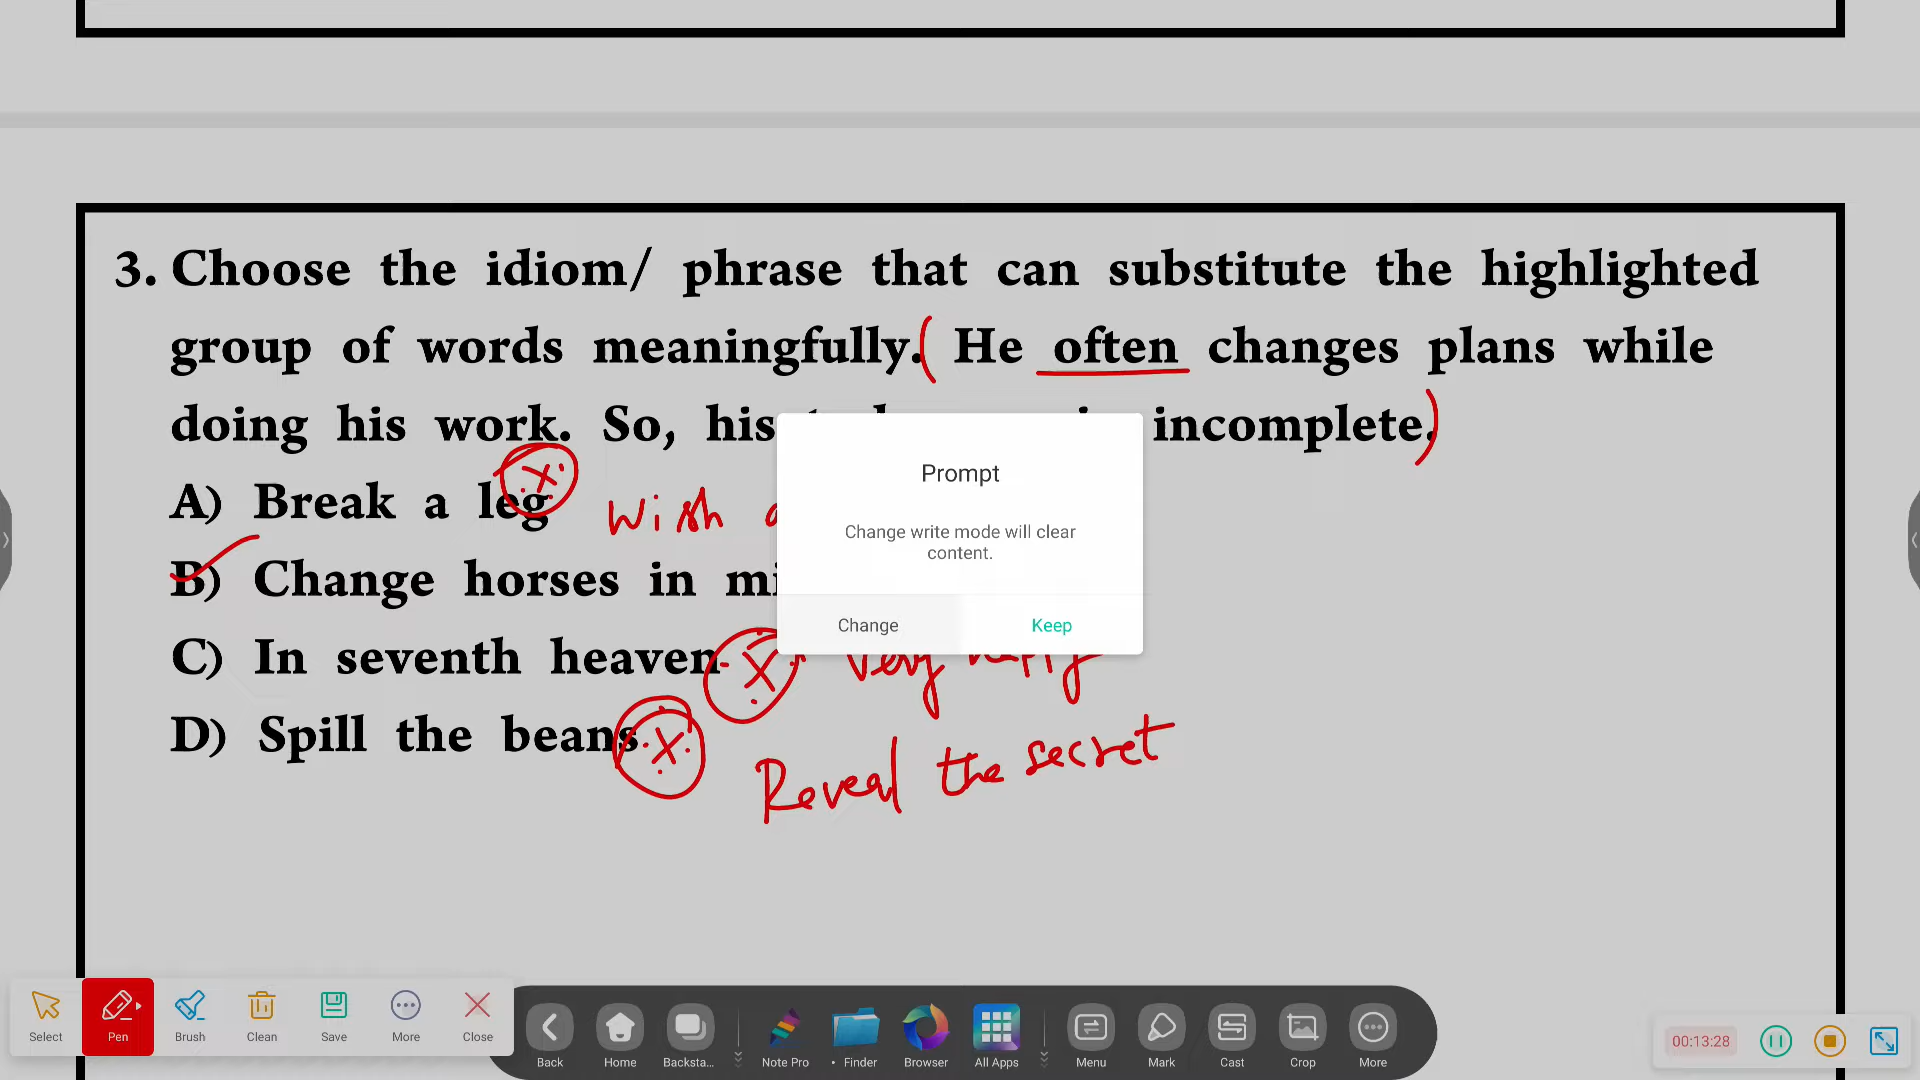 3. Choose the idiom/ phrase that can substitute the highlighted
group of words meaningfully. ( He often changes plans while
doing his work. So, his incomplete. )
A) Break a leg X Wish
B) Change horses in
C) In seventh heaven X Very happy
D) Spill the beans X Reveal the secret
Prompt
Change write mode will clear
content.
Change Keep
Select Pen Brush Clean Save More Close
Back Home Backsta... Note Pro Finder Browser All Apps Menu Mark Cast Crop More
00:13:28